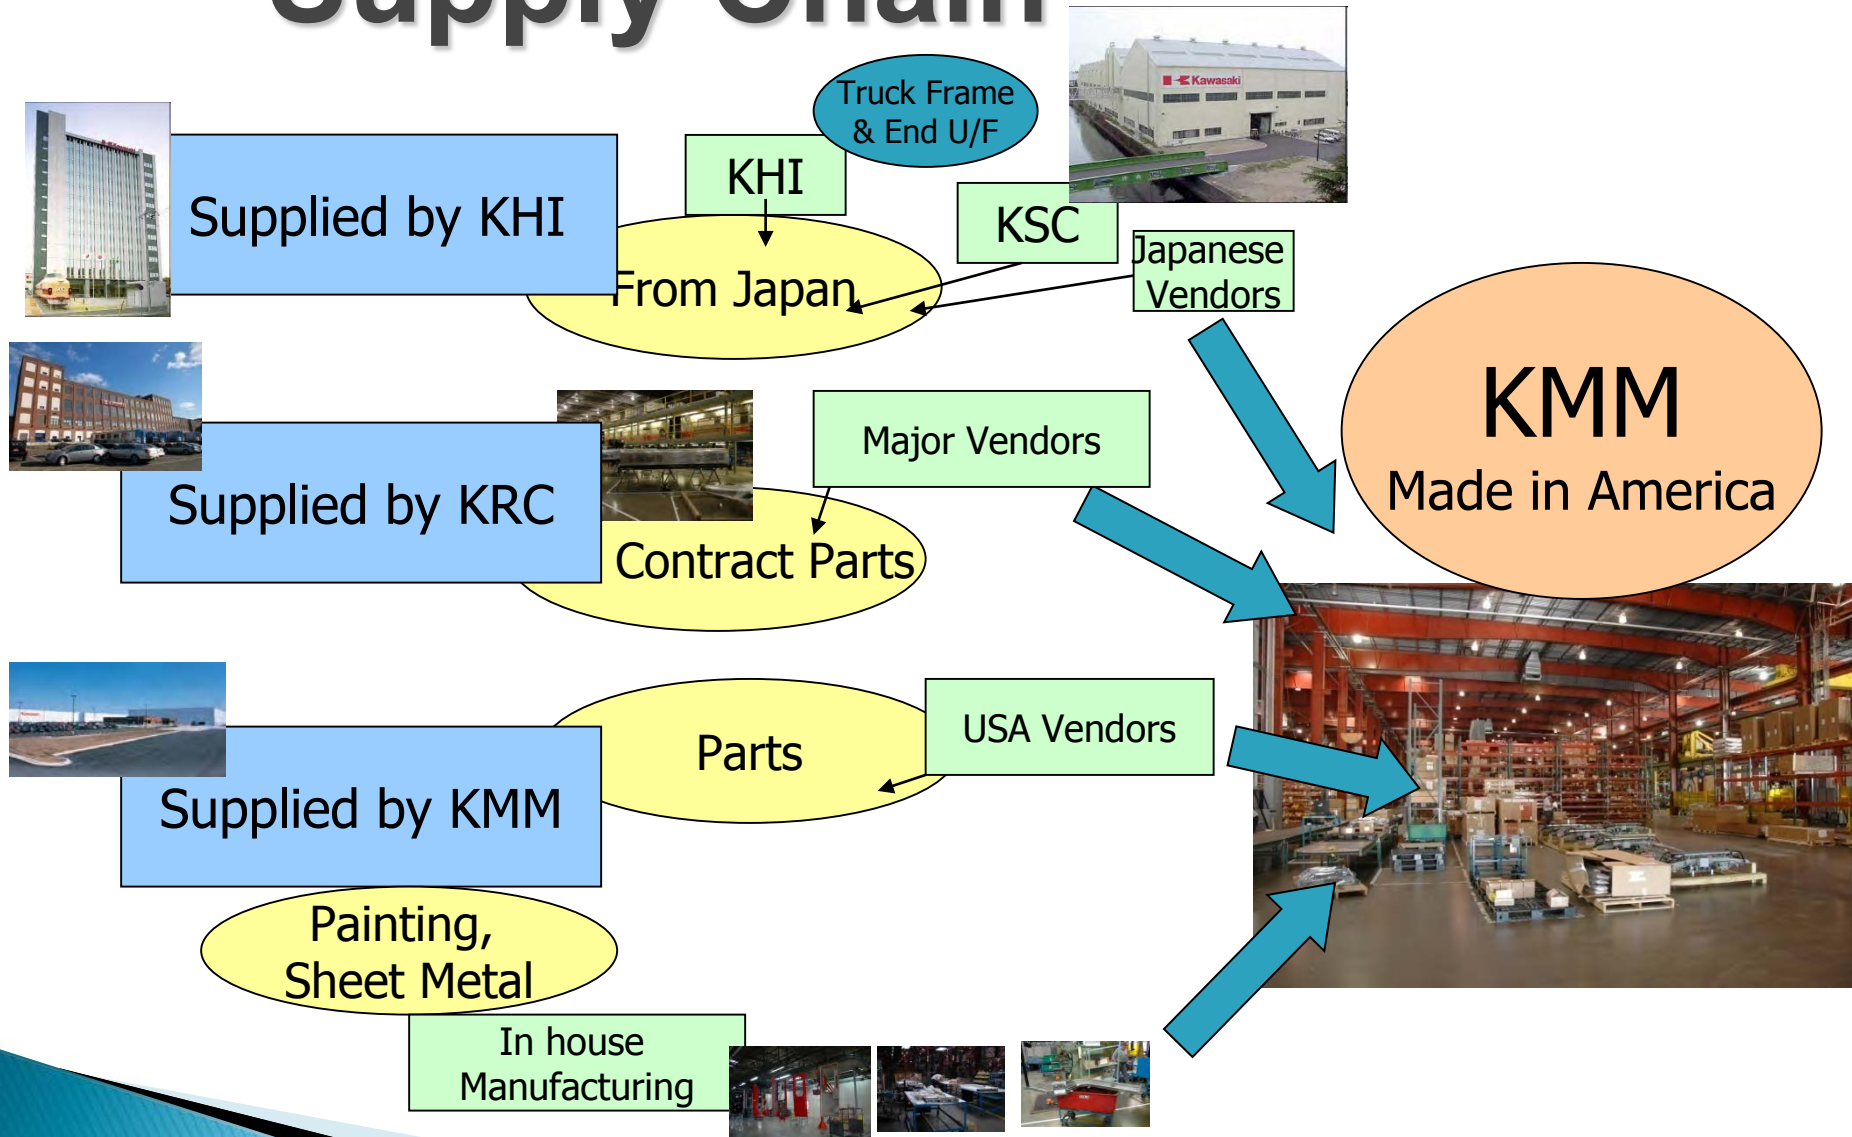 Supply Chain
Truck Frame
& End U/F
Kawasaki
KHI
Supplied by KHI
KSC
Japanese
Vendors
From Japan
KMM
Made in America
Major Vendors
Supplied by KRC
Contract Parts
USA Vendors
Parts
Supplied by KMM
Painting,
Sheet Metal
In house
Manufacturing